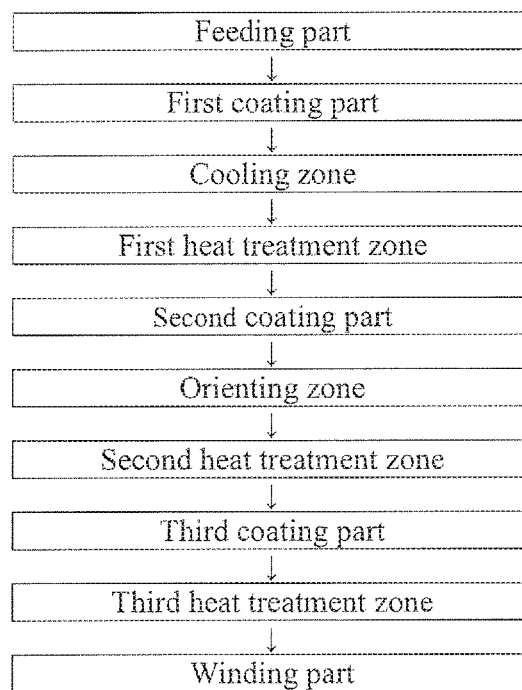 Feeding part
↓
First coating part
↓
Cooling zone
↓
First heat treatment zone
↓
Second coating part
↓
Orienting zone
↓
Second heat treatment zone
↓
Third coating part
↓
Third heat treatment zone
↓
Winding part